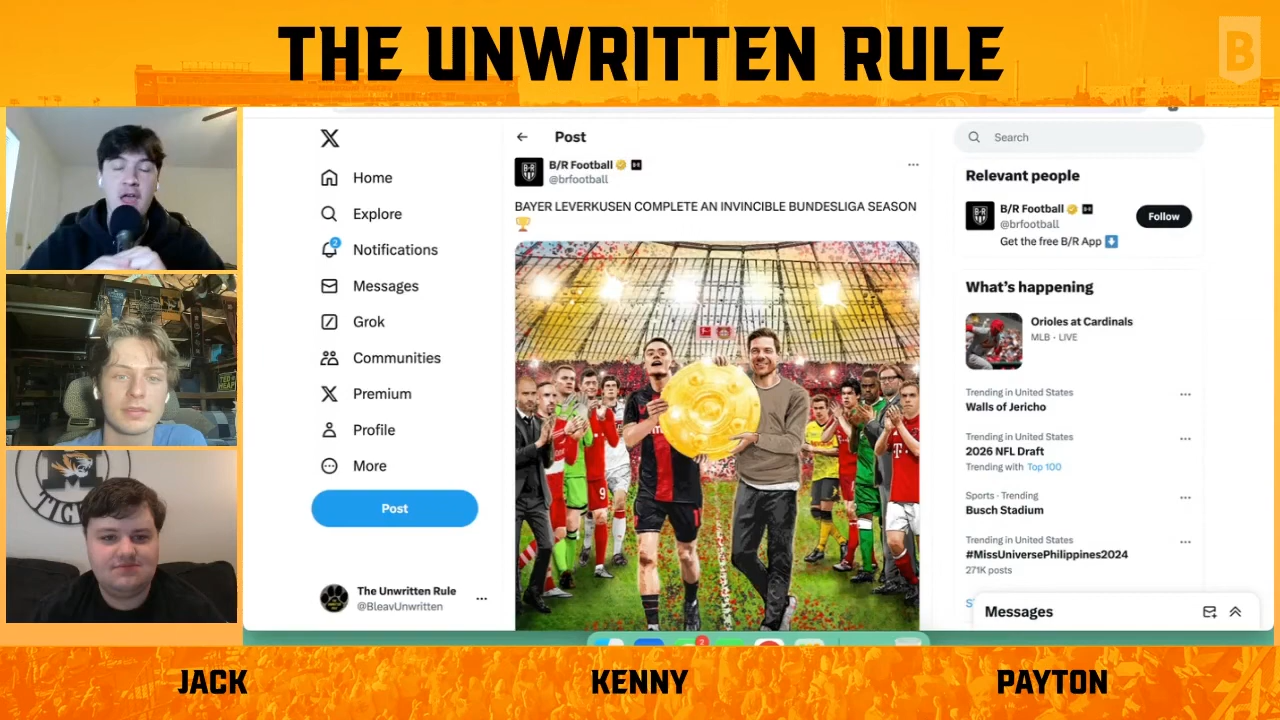 THE UNWRITTEN RULE
B
Home
Explore
2
Notifications
Messages
Grok
Communities
Premium
Profile
More
Post
The Unwritten Rule
@BleavUnwritten
Post
B/R Football
@brfootball
BAYER LEVERKUSEN COMPLETE AN INVINCIBLE BUNDESLIGA SEASON
9
Search
Relevant people
B/R Football
@brfootball
Follow
Get the free B/R App
What's happening
Orioles at Cardinals
MLB · LIVE
Trending in United States
Walls of Jericho
Trending in United States
2026 NFL Draft
Trending with Top 100
Sports · Trending
Busch Stadium
Trending in United States
#MissUniversePhilippines2024
271K posts
Messages
2
JACK
KENNY
PAYTON